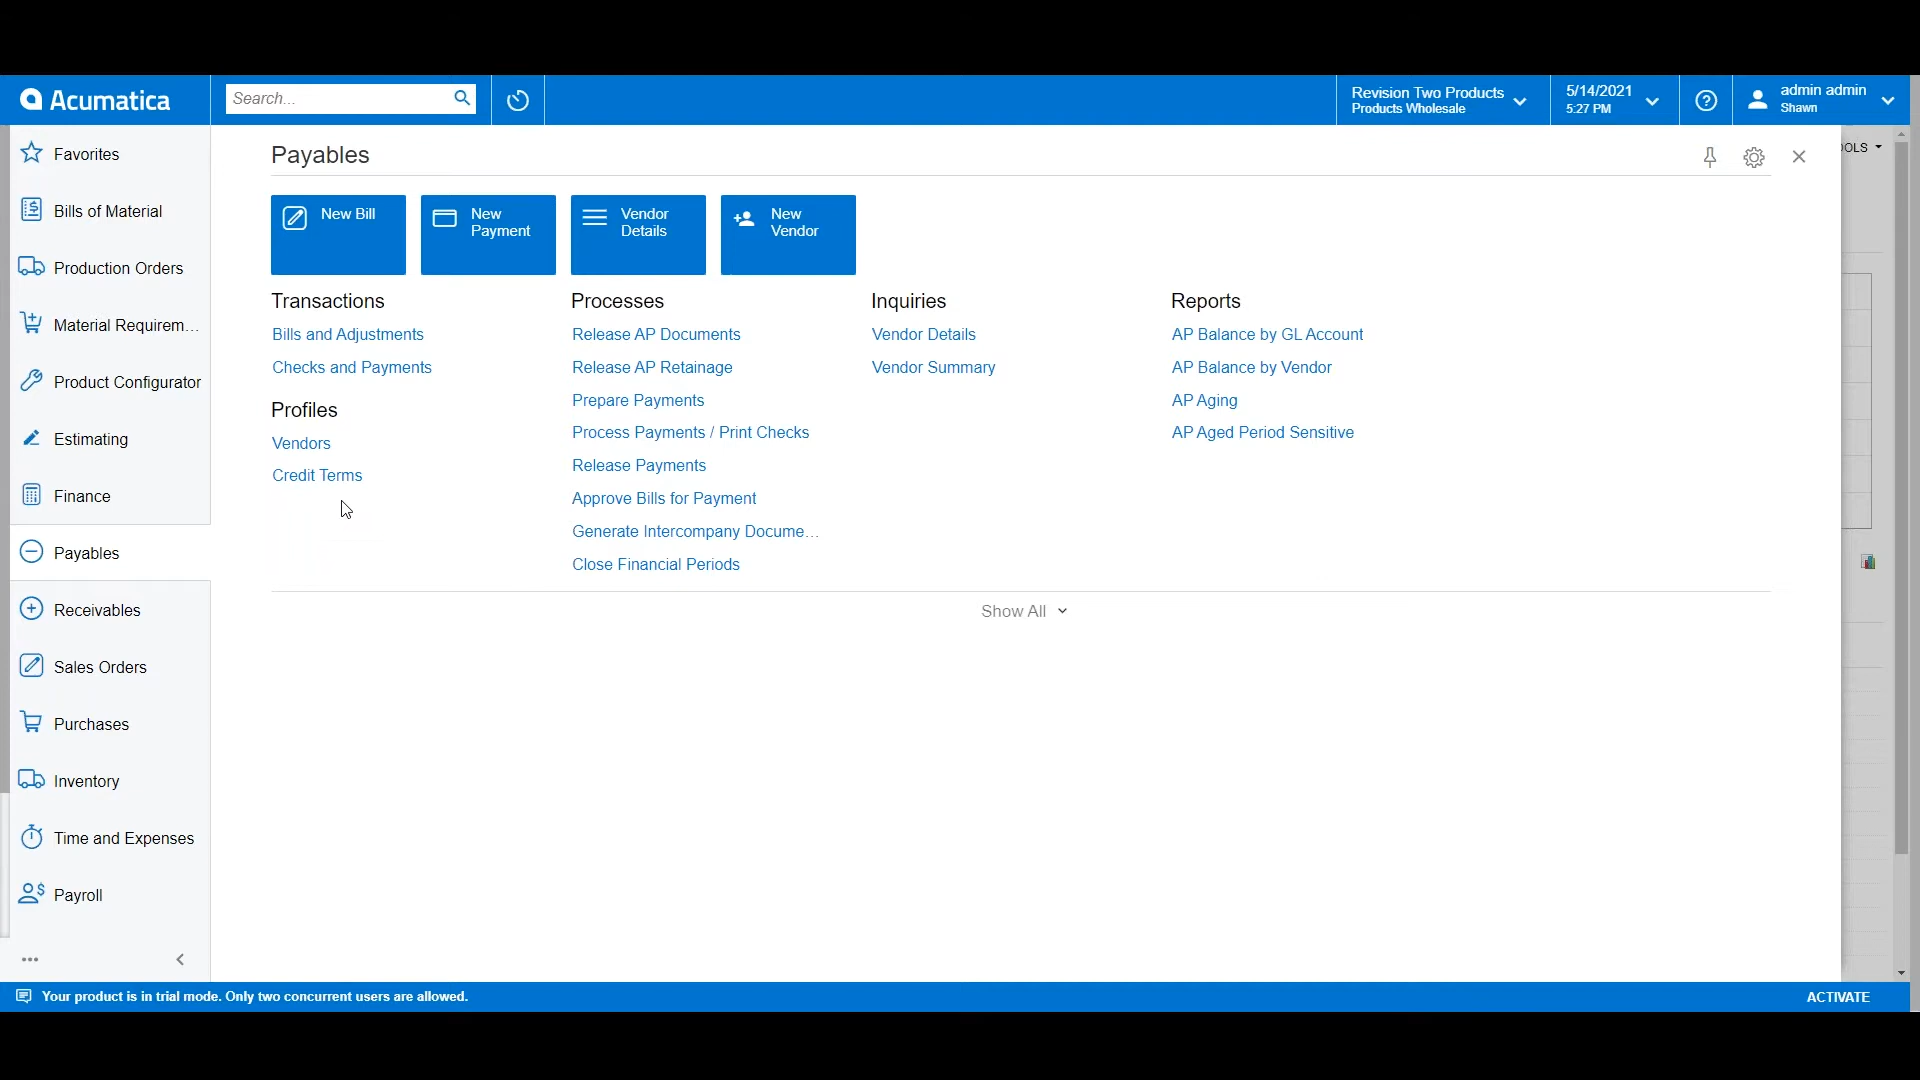 Acumatica
Search...
Revision Two Products
Products Wholesale
5/14/2021
5:27 PM
admin admin
Shawn
Favorites
Bills of Material
Production Orders
Material Requirem...
Product Configurator
Estimating
Finance
Payables
Receivables
Sales Orders
Purchases
Inventory
Time and Expenses
Payroll
Payables
OOLS
New Bill
New
Payment
Vendor
Details
New
Vendor
Transactions
Bills and Adjustments
Checks and Payments
Profiles
Vendors
Credit Terms
Processes
Release AP Documents
Release AP Retainage
Prepare Payments
Process Payments / Print Checks
Release Payments
Approve Bills for Payment
Generate Intercompany Docume...
Close Financial Periods
Inquiries
Vendor Details
Vendor Summary
Reports
AP Balance by GL Account
AP Balance by Vendor
AP Aging
AP Aged Period Sensitive
Show All
Your product is in trial mode. Only two concurrent users are allowed.
ACTIVATE